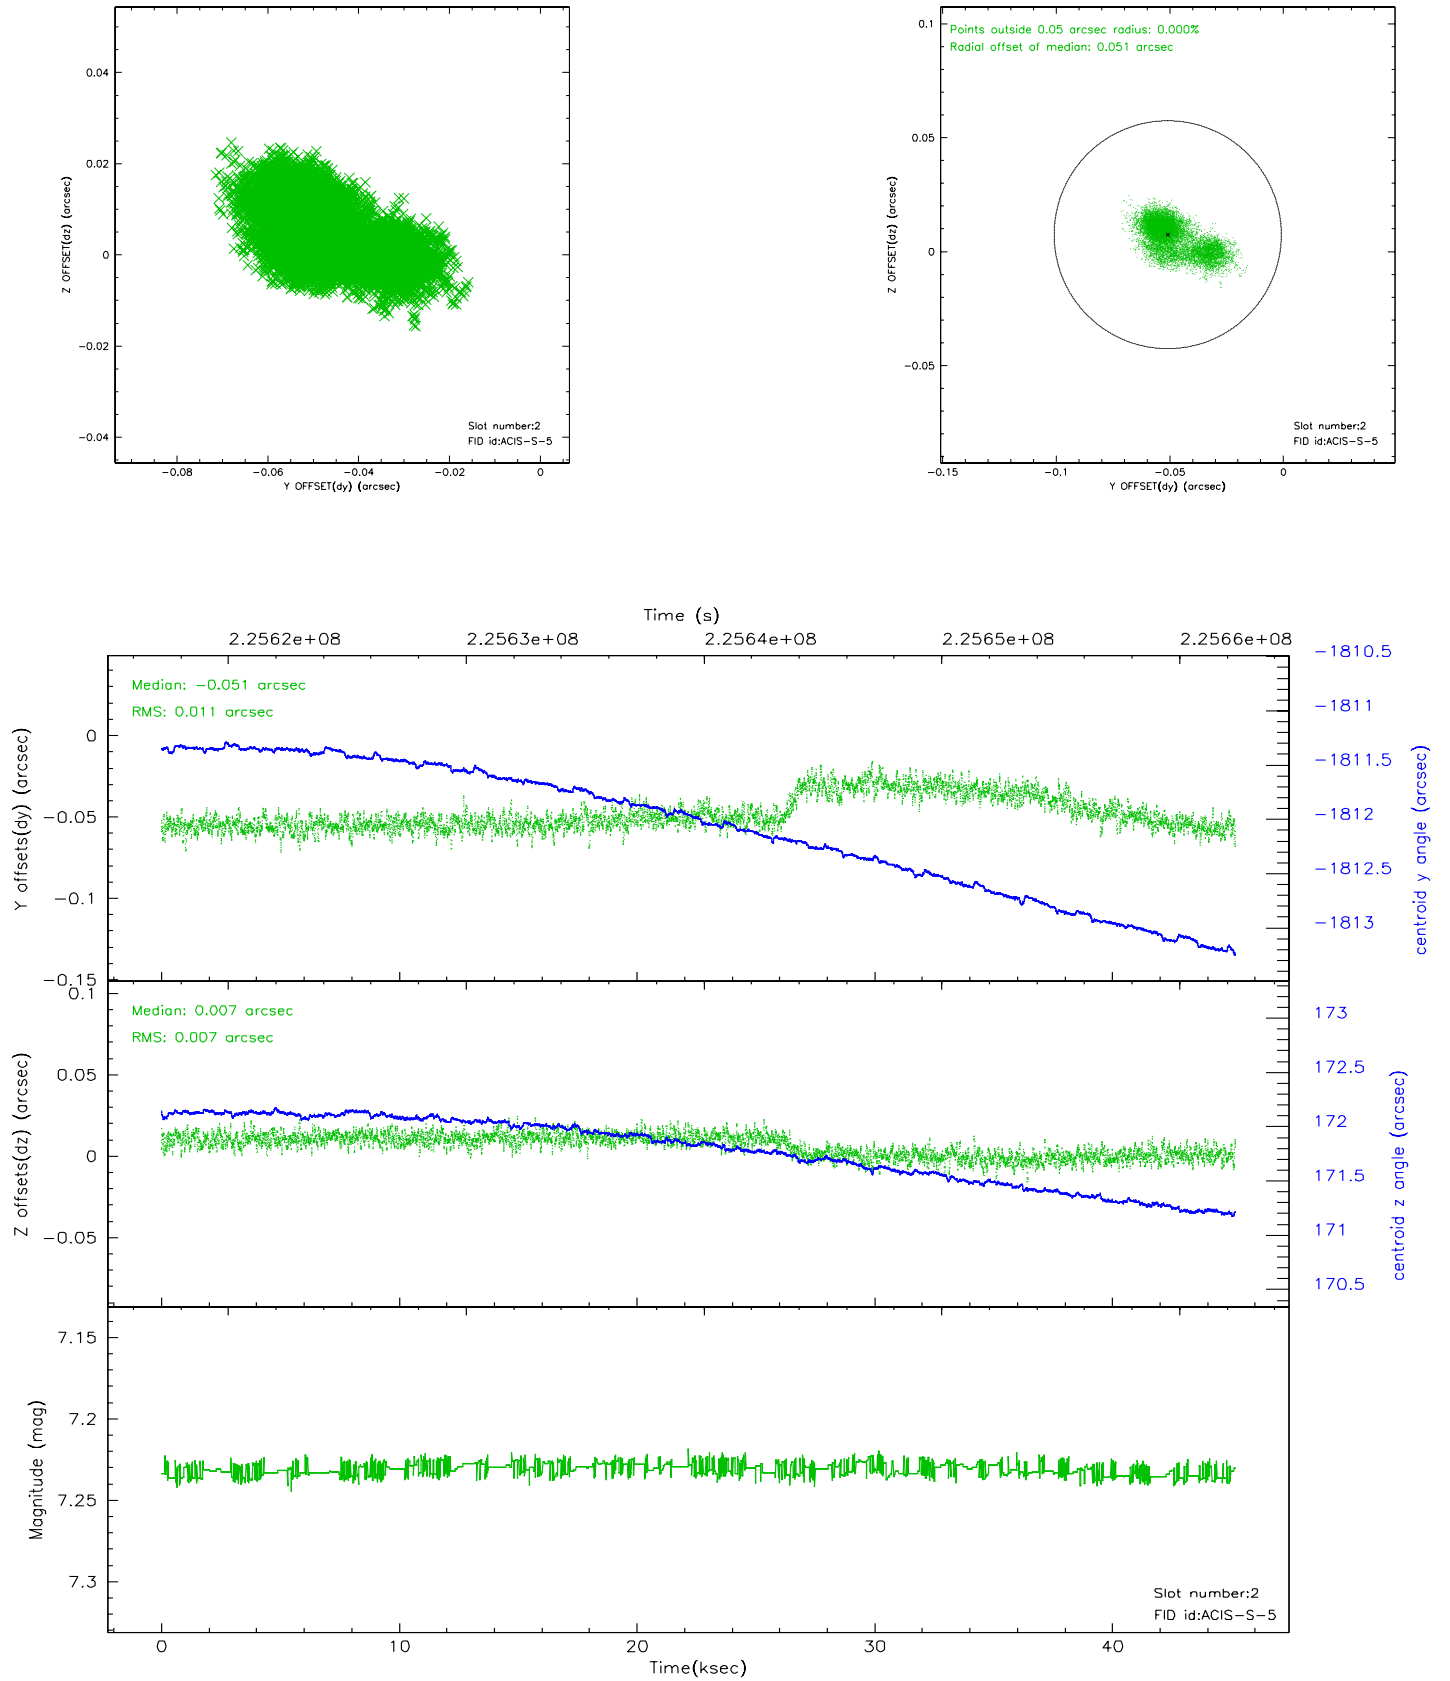 0.04
0.02
0
−0.02
−0.04
Z OFFSET(dz) (arcsec)
Slot number:2
FID id:ACIS−S−5
−0.08 −0.06 −0.04 −0.02 0
Y OFFSET(dy) (arcsec)
0.1
0.05
0
−0.05
Z OFFSET(dz) (arcsec)
Points outside 0.05 arcsec radius: 0.000%
Radial offset of median: 0.051 arcsec
Slot number:2
FID id:ACIS−S−5
−0.15 −0.1 −0.05 0
Y OFFSET(dy) (arcsec)
Time (s)
2.2562e+08 2.2563e+08 2.2564e+08 2.2565e+08 2.2566e+08
Median: −0.051 arcsec
RMS: 0.011 arcsec
0
−0.05
−0.1
−0.15
Y offsets(dy) (arcsec)
−1810.5
−1811
−1811.5
−1812
−1812.5
−1813
centroid y angle (arcsec)
Median: 0.007 arcsec
RMS: 0.007 arcsec
0.1
0.05
0
−0.05
Z offsets(dz) (arcsec)
173
172.5
172
171.5
171
170.5
centroid z angle (arcsec)
7.15
7.2
7.25
7.3
Magnitude (mag)
Slot number:2
FID id:ACIS−S−5
0 10 20 30 40
Time(ksec)